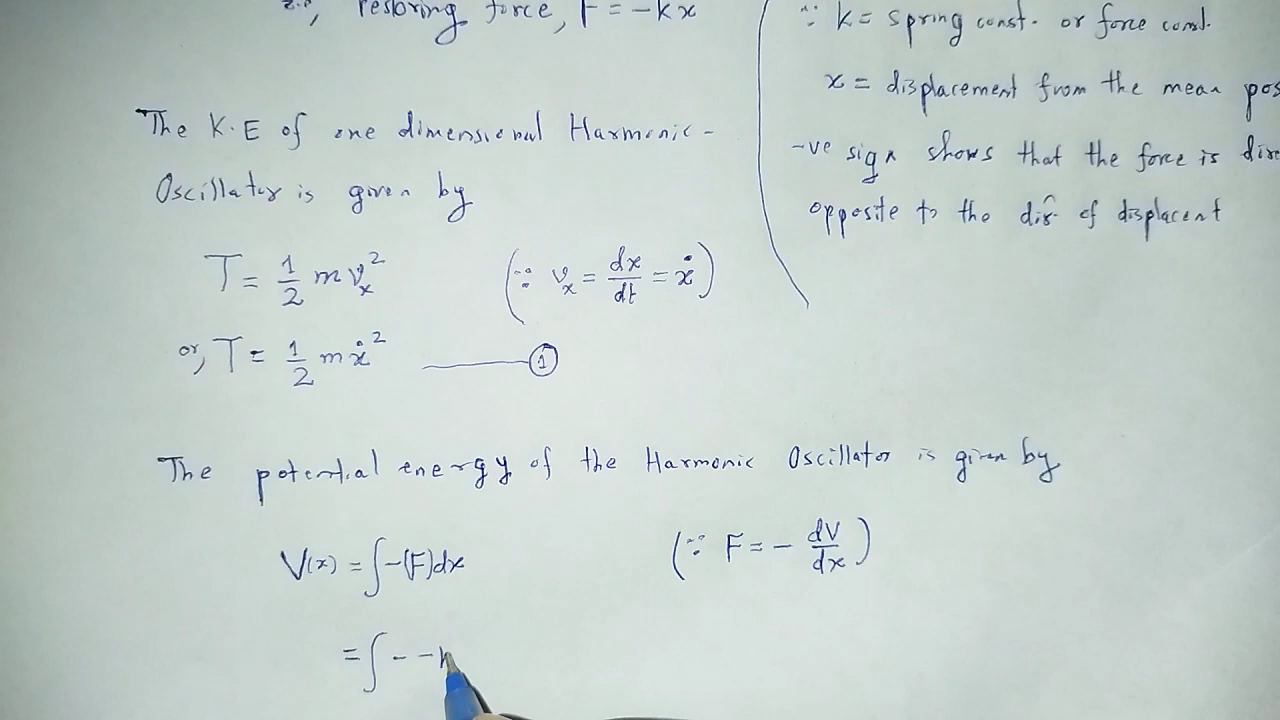 restoring force, F = -kx
The K.E of one dimensional Harmonic-
Oscillator is given by
T = 1/2 m vₓ² (∵ vₓ = dx/dt = ẋ)
or, T = 1/2 m ẋ² ——— ①
∵ k = spring const. or force const.
x = displacement from the mean pos
-ve sign shows that the force is dire
opposite to the dirⁿ of displacent
The potential energy of the Harmonic Oscillator is given by
V(x) = ∫-(F)dx (∵ F = - dV/dx)
= ∫ - -k